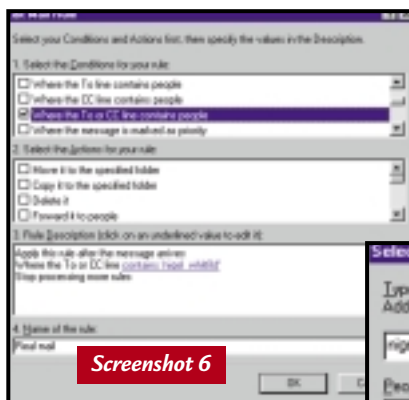 Select your Conditions and Actions first, then specify the values in the Description.
1. Select the Conditions for your rule:
Where the To line contains people
Where the CC line contains people
Where the To or CC line contains people
Where the message is marked as priority
2. Select the Actions for your rule:
Move it to the specified folder
Copy it to the specified folder
Delete it
Forward it to people
3. Rule Description (click on an underlined value to edit it):
Apply this rule after the message arrives
Where the To or CC line contains
Stop processing more rules
4. Name of the rule:
mail
Screenshot 6
OK